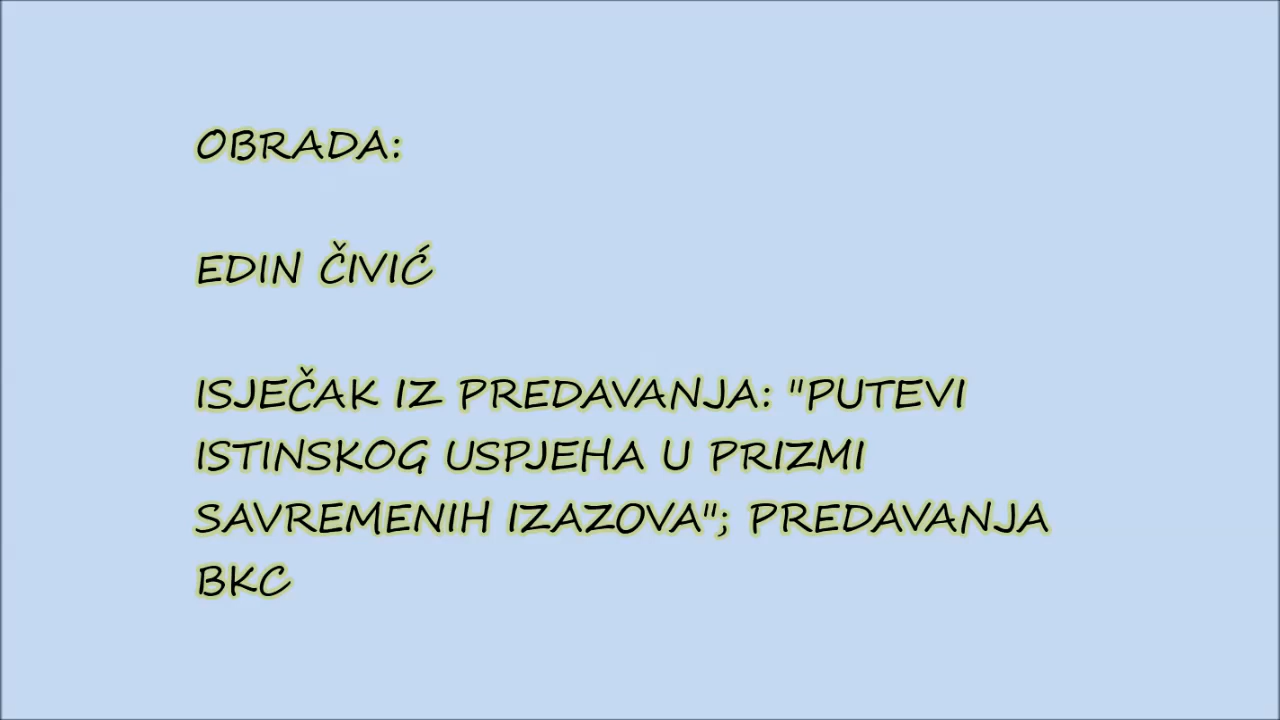 OBRADA:
EDIN ČIVIĆ
ISJEČAK IZ PREDAVANJA: "PUTEVI
ISTINSKOG USPJEHA U PRIZMI
SAVREMENIH IZAZOVA"; PREDAVANJA
BKC